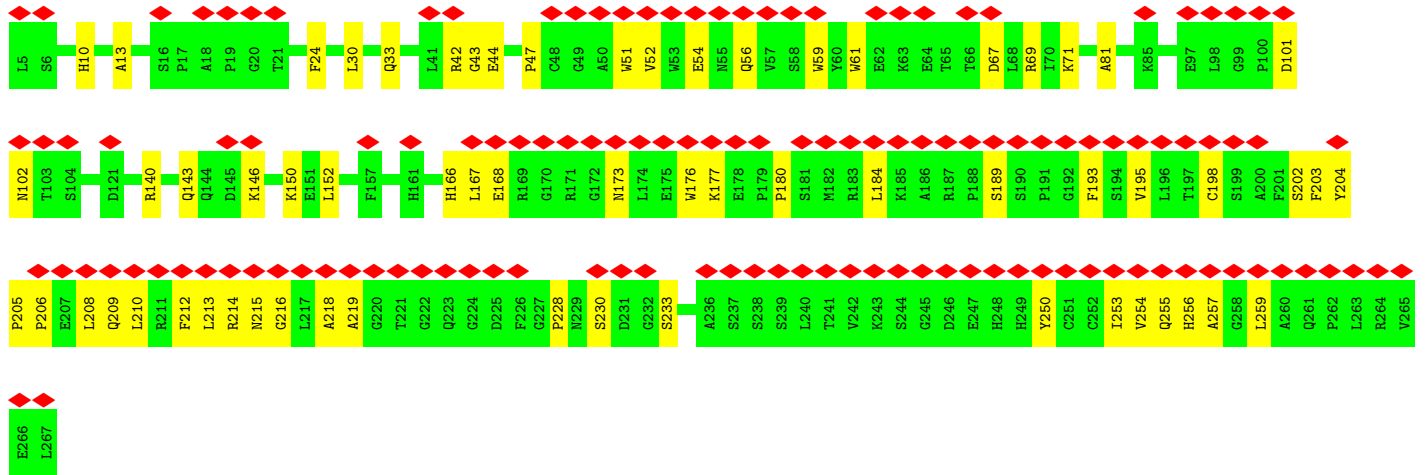 L5 S6 H10 A13 S16 P17 A18 P19 G20 T21 F24 L30 Q33 L41 R42 G43 E44 P47 C48 G49 A50 W51 V52 W53 E54 N55 Q56 V57 S58 W59 Y60 W61 E62 K63 E64 T65 T66 D67 L68 R69 I70 K71 A81 K85 E97 L98 G99 P100 D101
N102 T103 S104 D121 R140 Q143 Q144 D145 K146 K150 E151 L152 F157 H161 H166 L167 E168 R169 G170 R171 G172 N173 L174 E175 W176 K177 E178 P179 P180 S181 M182 R183 L184 K185 A186 R187 P188 S189 S190 P191 G192 F193 S194 V195 L196 T197 C198 S199 A200 F201 S202 F203 Y204
P205 P206 E207 L208 Q209 L210 R211 F212 L213 R214 N215 G216 L217 A218 A219 G220 T221 G222 Q223 G224 D225 F226 G227 P228 N229 S230 D231 G232 S233 A236 S237 S238 S239 L240 T241 V242 K243 S244 G245 D246 E247 H248 H249 Y250 C251 C252 I253 V254 Q255 H256 A257 G258 L259 A260 Q261 P262 L263 R264 V265
E266 L267